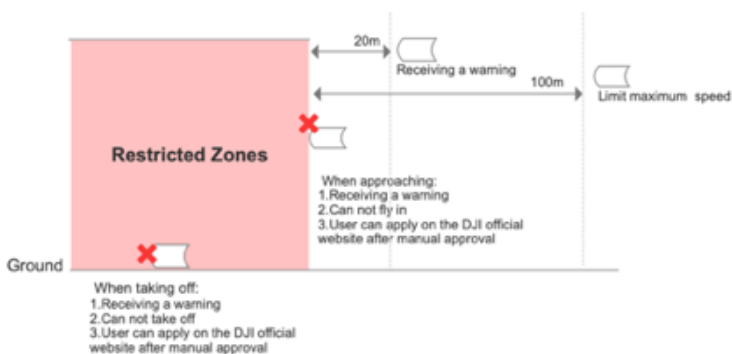 20m
Receiving a warning
100m
Limit maximum speed
Restricted Zones
When approaching:
1.Receiving a warning
2.Can not fly in
3.User can apply on the DJI official
website after manual approval
Ground
When taking off:
1.Receiving a warning
2.Can not take off
3.User can apply on the DJI official
website after manual approval